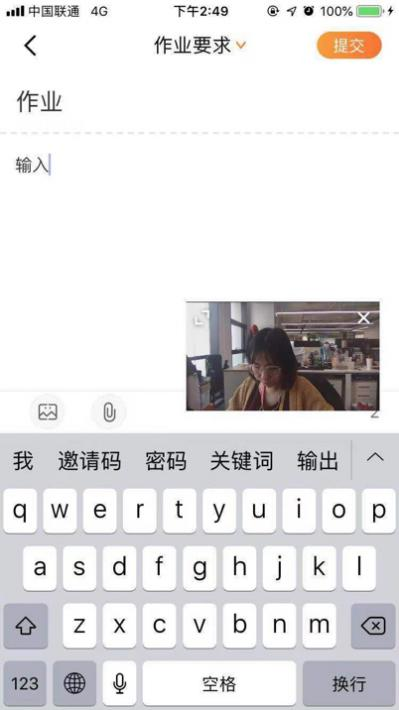 中国联通 4G 下午2:49 100%
作业要求 提交
作业
输入
2
我 邀请码 密码 关键词 输出
q w e r t y u i o p
a s d f g h j k l
z x c v b n m
123 空格 换行